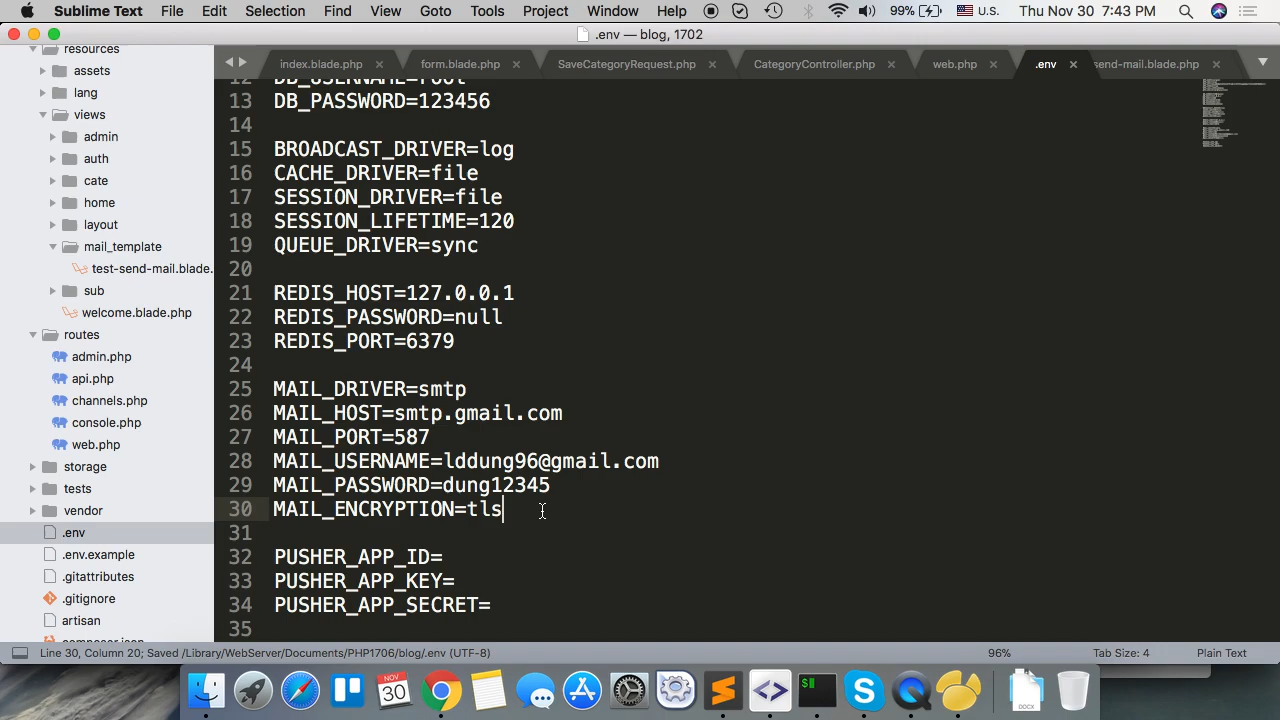 Sublime Text File Edit Selection Find View Goto Tools Project Window Help 99% U.S. Thu Nov 30 7:43 PM
.env — blog, 1702
resources
assets
lang
views
admin
auth
cate
home
layout
mail_template
test-send-mail.blade.
sub
welcome.blade.php
routes
admin.php
api.php
channels.php
console.php
web.php
storage
tests
vendor
.env
.env.example
.gitattributes
.gitignore
artisan
composer.json
index.blade.php form.blade.php SaveCategoryRequest.php CategoryController.php web.php .env send-mail.blade.php
12 DB_USERNAME=root
13 DB_PASSWORD=123456
14
15 BROADCAST_DRIVER=log
16 CACHE_DRIVER=file
17 SESSION_DRIVER=file
18 SESSION_LIFETIME=120
19 QUEUE_DRIVER=sync
20
21 REDIS_HOST=127.0.0.1
22 REDIS_PASSWORD=null
23 REDIS_PORT=6379
24
25 MAIL_DRIVER=smtp
26 MAIL_HOST=smtp.gmail.com
27 MAIL_PORT=587
28 MAIL_USERNAME=lddung96@gmail.com
29 MAIL_PASSWORD=dung12345
30 MAIL_ENCRYPTION=tls
31
32 PUSHER_APP_ID=
33 PUSHER_APP_KEY=
34 PUSHER_APP_SECRET=
35
Line 30, Column 20; Saved /Library/WebServer/Documents/PHP1706/blog/.env (UTF-8) 96% Tab Size: 4 Plain Text
NOV
30
DOCX